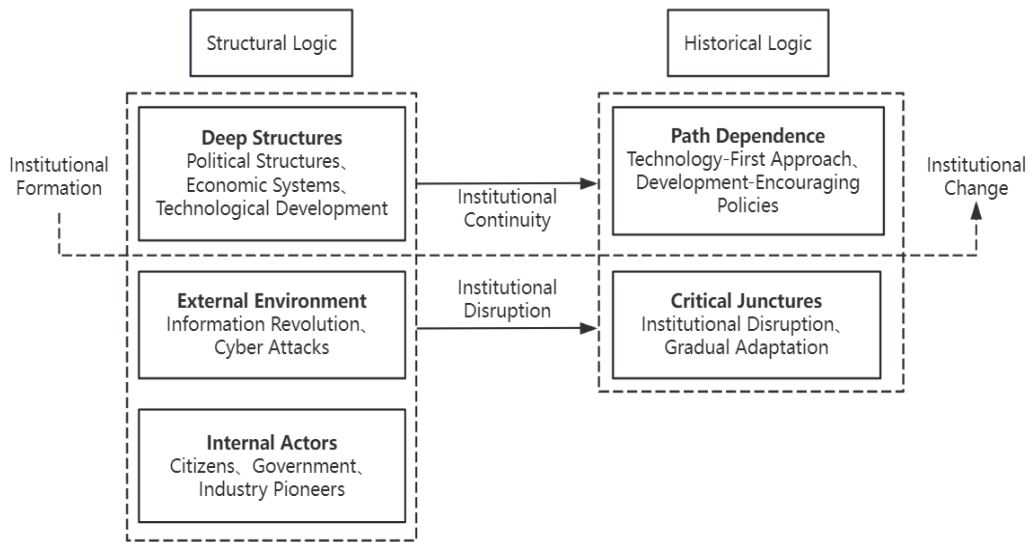 Structural Logic
Historical Logic
Institutional
Formation
Deep Structures
Political Structures、
Economic Systems、
Technological Development
Institutional
Continuity
Path Dependence
Technology-First Approach、
Development-Encouraging
Policies
Institutional
Change
External Environment
Information Revolution、
Cyber Attacks
Institutional
Disruption
Critical Junctures
Institutional Disruption、
Gradual Adaptation
Internal Actors
Citizens、Government、
Industry Pioneers